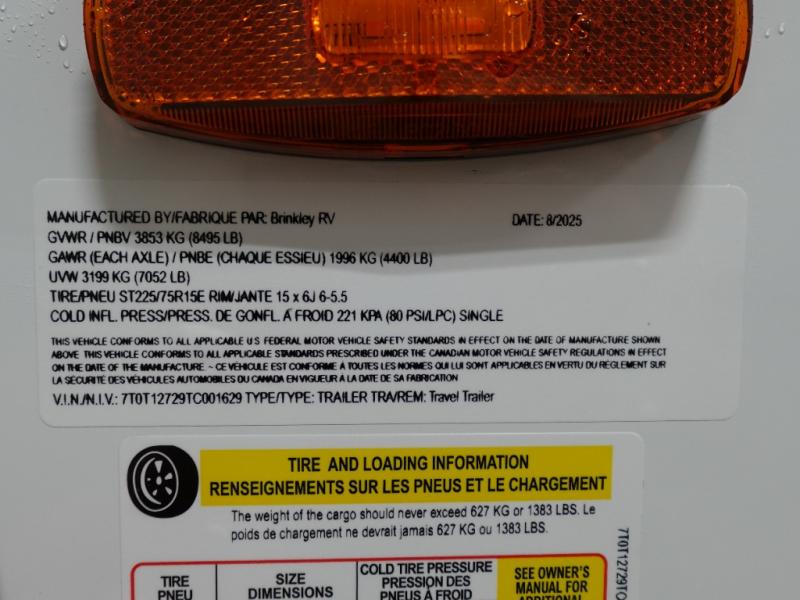 MANUFACTURED BY/FABRIQUE PAR: Brinkley RV DATE: 8/2025
GVWR / PNBV 3853 KG (8495 LB)
GAWR (EACH AXLE) / PNBE (CHAQUE ESSIEU) 1996 KG (4400 LB)
UVW 3199 KG (7052 LB)
TIRE/PNEU ST225/75R15E RIM/JANTE 15 x 6J 6-5.5
COLD INFL. PRESS/PRESS. DE GONFL. A FROID 221 KPA (80 PSI/LPC) SINGLE
THIS VEHICLE CONFORMS TO ALL APPLICABLE U S FEDERAL MOTOR VEHICLE SAFETY STANDARDS IN EFFECT ON THE DATE OF MANUFACTURE SHOWN
ABOVE THIS VEHICLE CONFORMS TO ALL APPLICABLE STANDARDS PRESCRIBED UNDER THE CANADIAN MOTOR VEHICLE SAFETY REGULATIONS IN EFFECT
ON THE DATE OF THE MANUFACTURE. ~ CE VEHICULE EST CONFORME A TOUTES LES NORMES QUI LUI SONT APPLICABLES EN VERTU DU REGLEMENT SUR
LA SÉCURITÉ DES VEHICULES AUTOMOBILES DU CANADA EN VIGUEUR À LA DATE DE SA FABRICATION
V.I.N./N.I.V.: 7T0T12729TC001629 TYPE/TYPE: TRAILER TRA/REM: Travel Trailer
TIRE AND LOADING INFORMATION
RENSEIGNEMENTS SUR LES PNEUS ET LE CHARGEMENT
The weight of the cargo should never exceed 627 KG or 1383 LBS. Le
poids de chargement ne devrait jamais 627 KG ou 1383 LBS.
TIRE
PNEU
SIZE
DIMENSIONS
COLD TIRE PRESSURE
PRESSION DES
PNEUS À FROID
SEE OWNER'S
MANUAL FOR
ADDITIONAL
7T0T12729TC